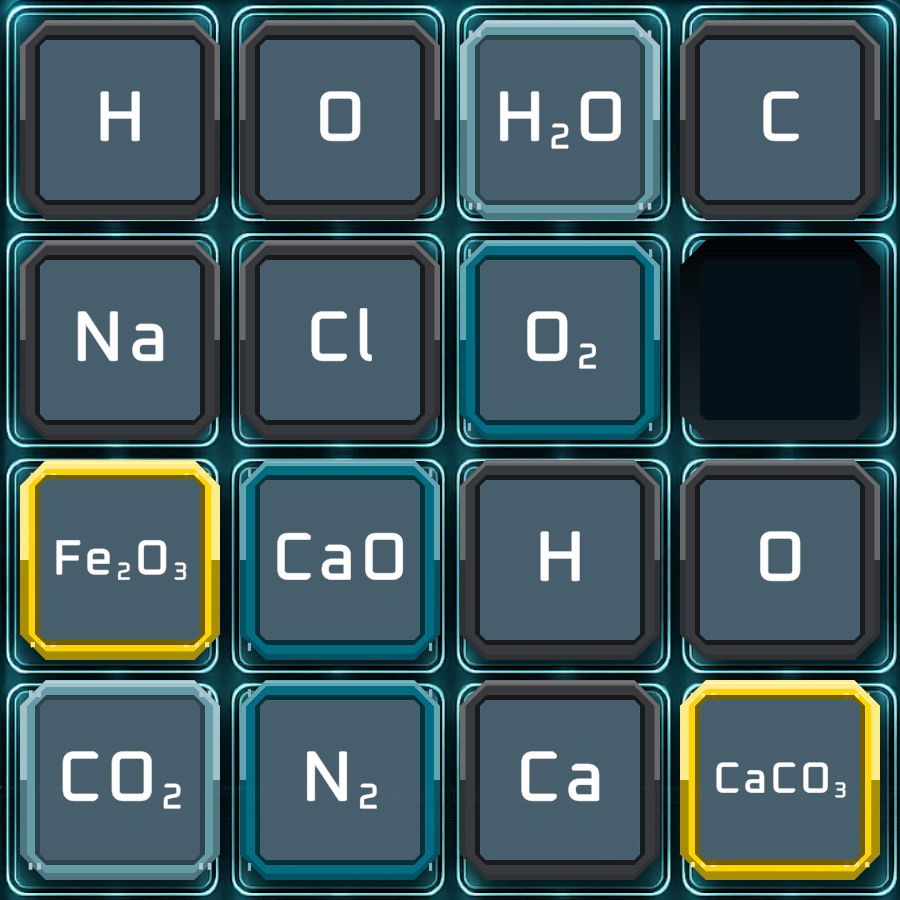 H O H₂O C
Na Cl O₂
Fe₂O₃ CaO H O
CO₂ N₂ Ca CaCO₃